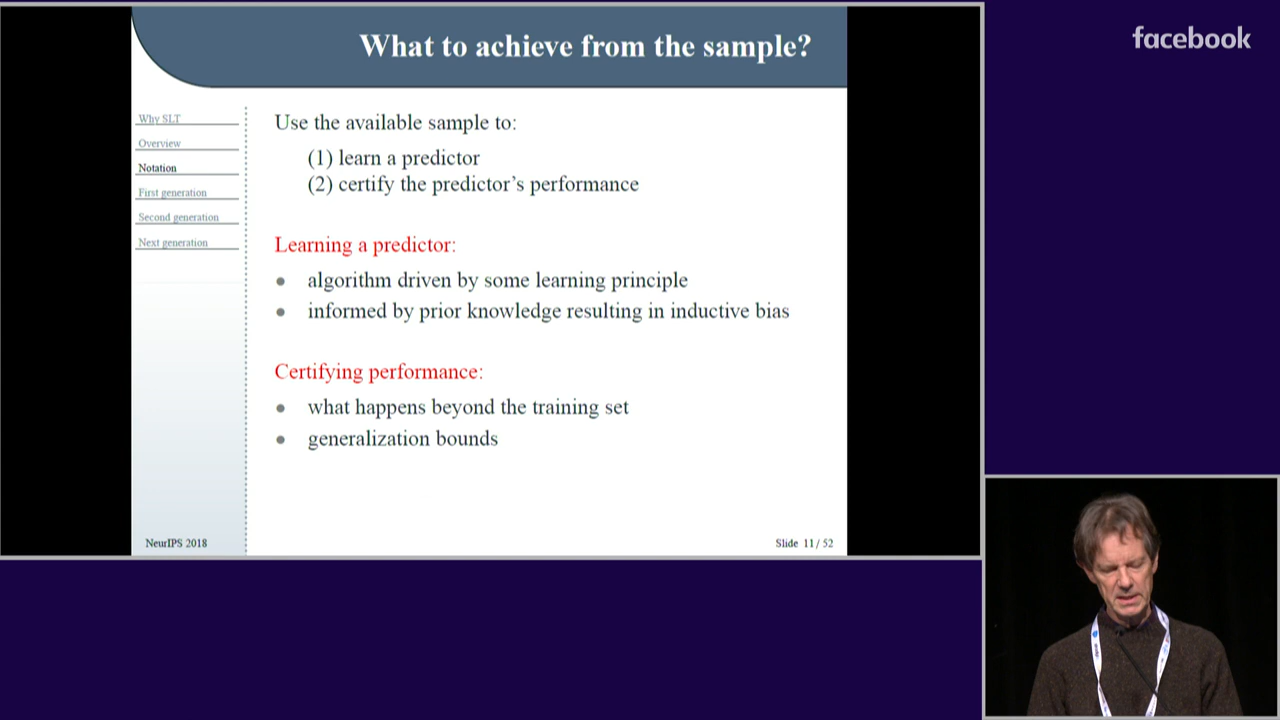 What to achieve from the sample?
facebook
Why SLT
Overview
Notation
First generation
Second generation
Next generation
Use the available sample to:
(1) learn a predictor
(2) certify the predictor's performance
Learning a predictor:
• algorithm driven by some learning principle
• informed by prior knowledge resulting in inductive bias
Certifying performance:
• what happens beyond the training set
• generalization bounds
NeurIPS 2018
Slide 11 / 52